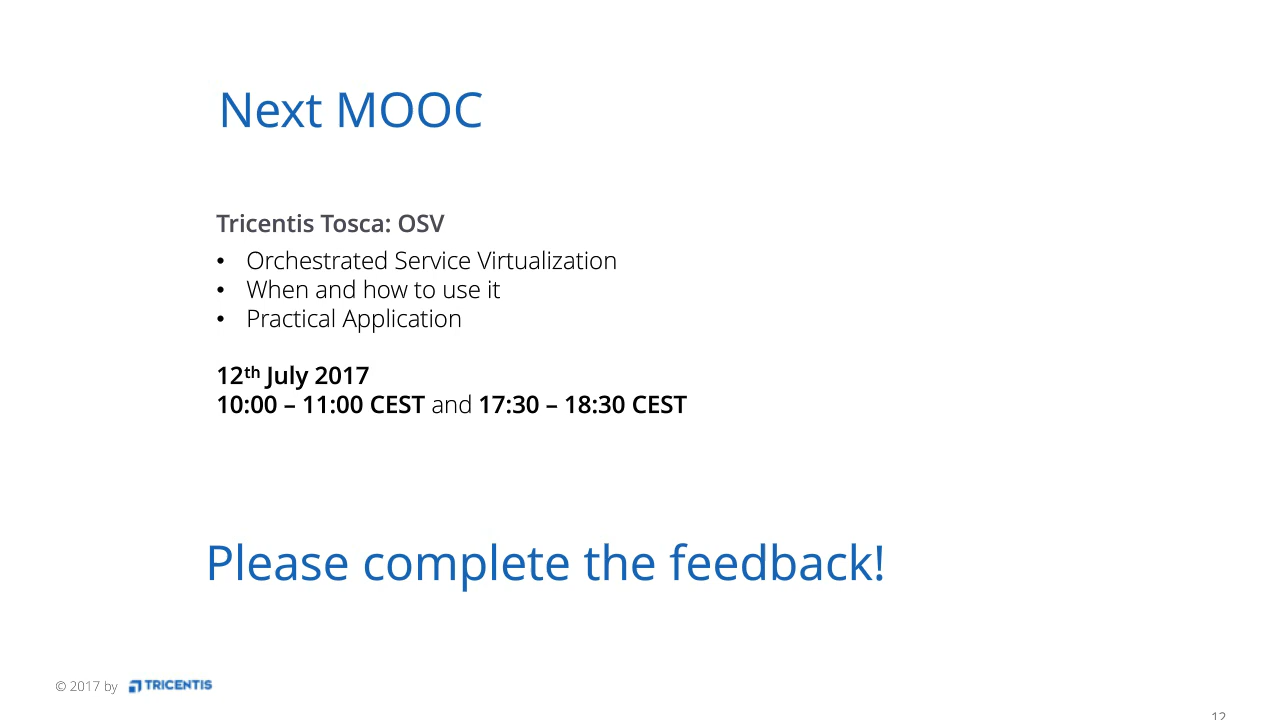 Next MOOC
Tricentis Tosca: OSV
• Orchestrated Service Virtualization
• When and how to use it
• Practical Application
12th July 2017
10:00 – 11:00 CEST and 17:30 – 18:30 CEST
Please complete the feedback!
© 2017 by TRICENTIS
12